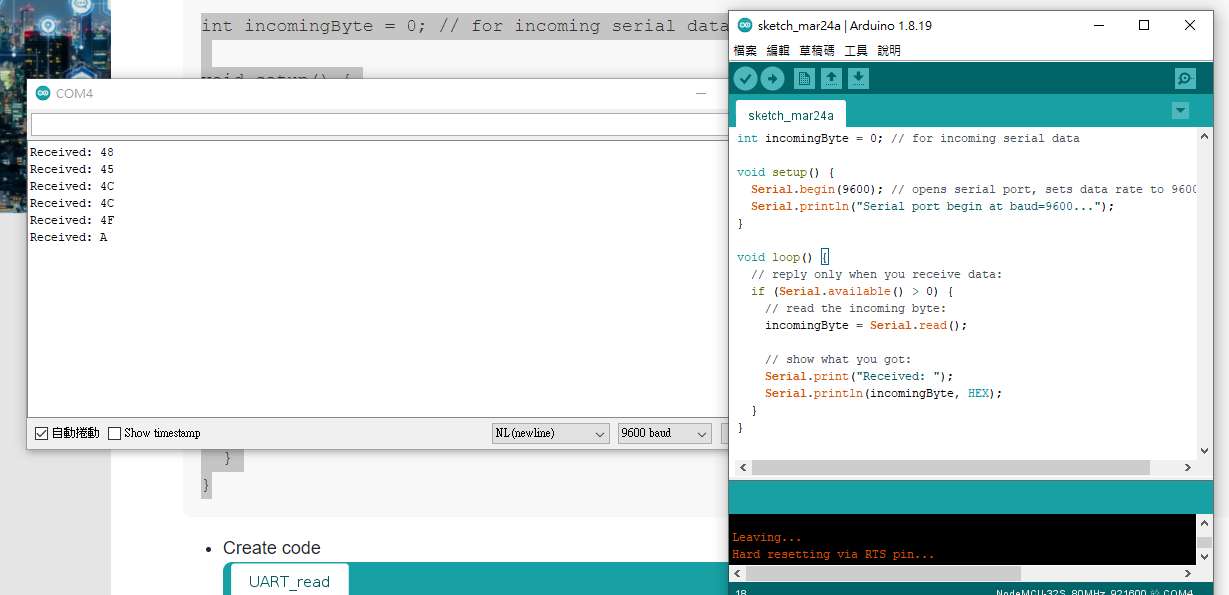 int incomingByte = 0; // for incoming serial data
COM4
Received: 48
Received: 45
Received: 4C
Received: 4C
Received: 4F
Received: A
自動捲動
Show timestamp
NL(newline)
9600 baud
}
}
• Create code
UART_read
sketch_mar24a | Arduino 1.8.19
檔案 編輯 草稿碼 工具 說明
sketch_mar24a
int incomingByte = 0; // for incoming serial data
void setup() {
Serial.begin(9600); // opens serial port, sets data rate to 9600
Serial.println("Serial port begin at baud=9600...");
}
void loop() {
// reply only when you receive data:
if (Serial.available() > 0) {
// read the incoming byte:
incomingByte = Serial.read();
// show what you got:
Serial.print("Received: ");
Serial.println(incomingByte, HEX);
}
}
Leaving...
Hard resetting via RTS pin...
18
NodeMCU-32S, 80MHz, 921600 於 COM4